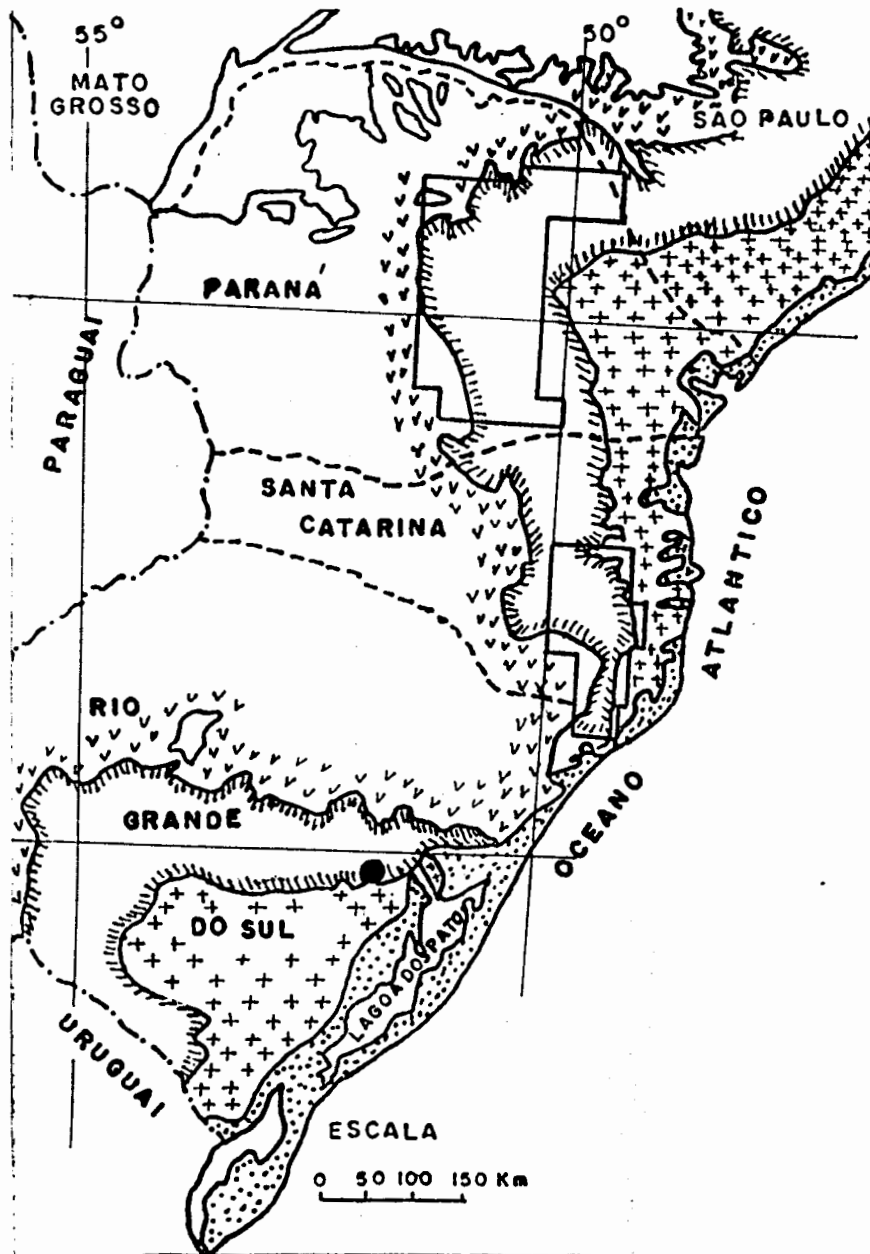 55°
50°
MATO
GROSSO
SAO PAULO
PARANÁ
PARAGUAI
SANTA
CATARINA
ATLANTICO
RIO
GRANDE
OCEANO
DO SUL
LAGOA DOS PATOS
URUGUAI
ESCALA
0 50 100 150 Km